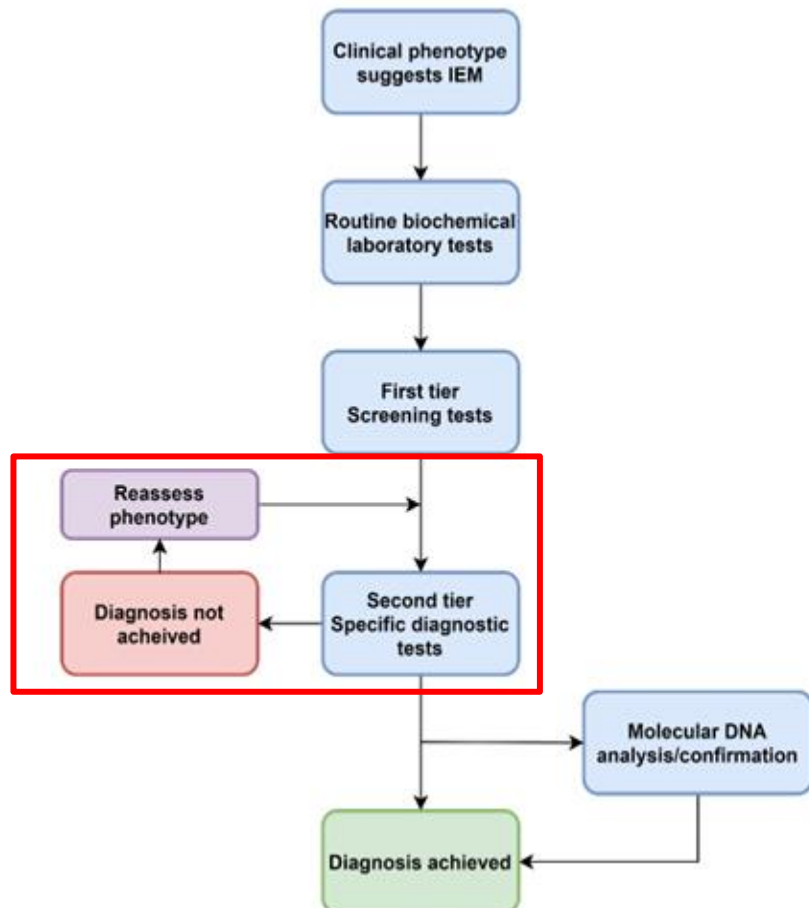 Clinical phenotype
suggests IEM
Routine biochemical
laboratory tests
First tier
Screening tests
Reassess
phenotype
Diagnosis not
acheived
Second tier
Specific diagnostic
tests
Molecular DNA
analysis/confirmation
Diagnosis achieved